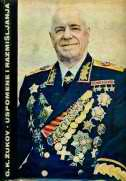 G. K. ŽUKOV : USPOMENE I RAZMIŠLJANJA